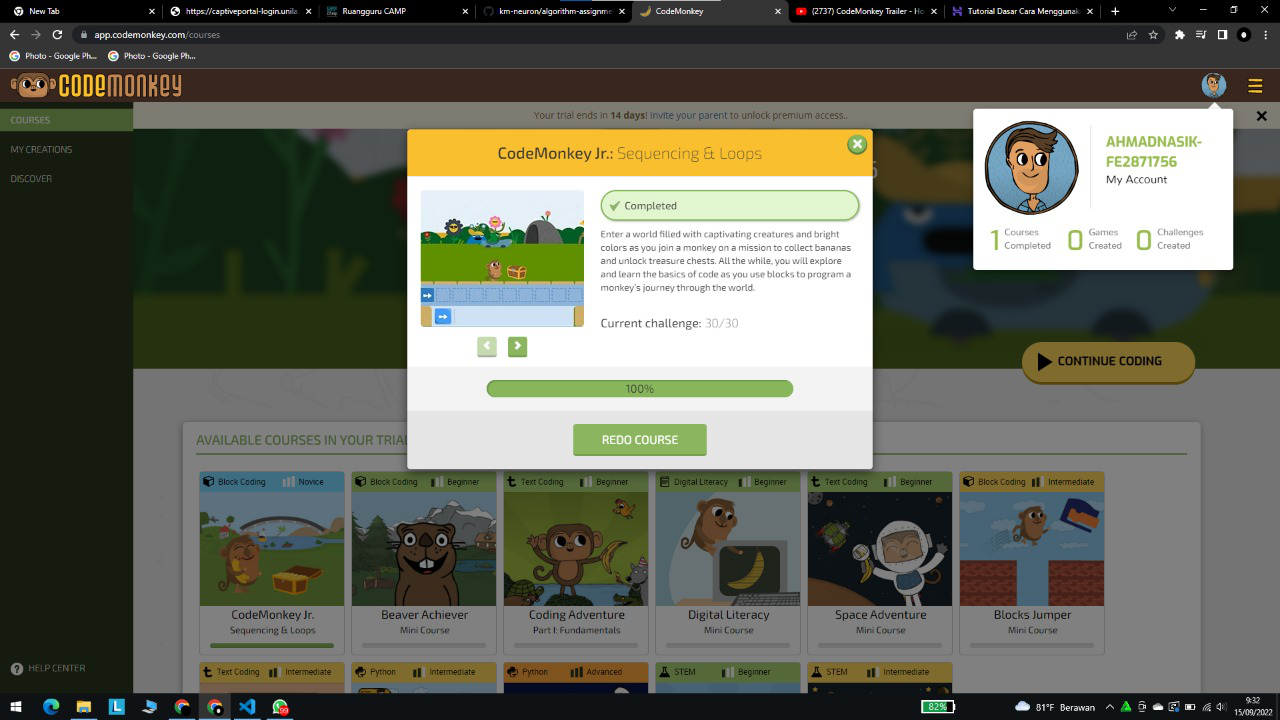 New Tab
https://captiveportal-login.unila.
Ruangguru CAMP
km-neuron/algorithm-assignme
CodeMonkey
(2737) CodeMonkey Trailer - Ho
Tutorial Dasar Cara Menggunak
app.codemonkey.com/courses
Photo - Google Ph...
Photo - Google Ph...
CODEMONKEY
COURSES
MY CREATIONS
DISCOVER
HELP CENTER
Your trial ends in 14 days! Invite your parent to unlock premium access..
AHMADNASIK-
FE2871756
My Account
1 Courses Completed
0 Games Created
0 Challenges Created
CodeMonkey Jr.: Sequencing & Loops
Completed
Enter a world filled with captivating creatures and bright
colors as you join a monkey on a mission to collect bananas
and unlock treasure chests. All the while, you will explore
and learn the basics of code as you use blocks to program a
monkey's journey through the world.
Current challenge: 30/30
100%
REDO COURSE
CONTINUE CODING
AVAILABLE COURSES IN YOUR TRIAL
Block Coding Novice
Block Coding Beginner
Text Coding Beginner
Digital Literacy Beginner
Text Coding Beginner
Block Coding Intermediate
CodeMonkey Jr.
Sequencing & Loops
Beaver Achiever
Mini Course
Coding Adventure
Part I: Fundamentals
Digital Literacy
Mini Course
Space Adventure
Mini Course
Blocks Jumper
Mini Course
Text Coding Intermediate
Python Intermediate
Python Advanced
STEM Beginner
STEM Intermediate
82%
81°F Berawan
9:32
15/09/2022